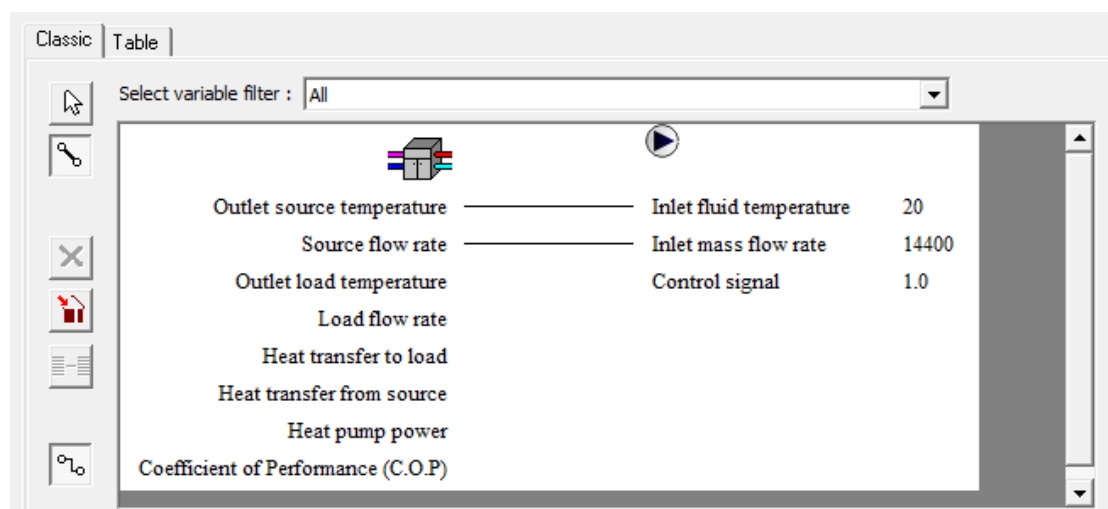 Classic Table
Select variable filter : All
Outlet source temperature Inlet fluid temperature 20
Source flow rate Inlet mass flow rate 14400
Outlet load temperature Control signal 1.0
Load flow rate
Heat transfer to load
Heat transfer from source
Heat pump power
Coefficient of Performance (C.O.P)